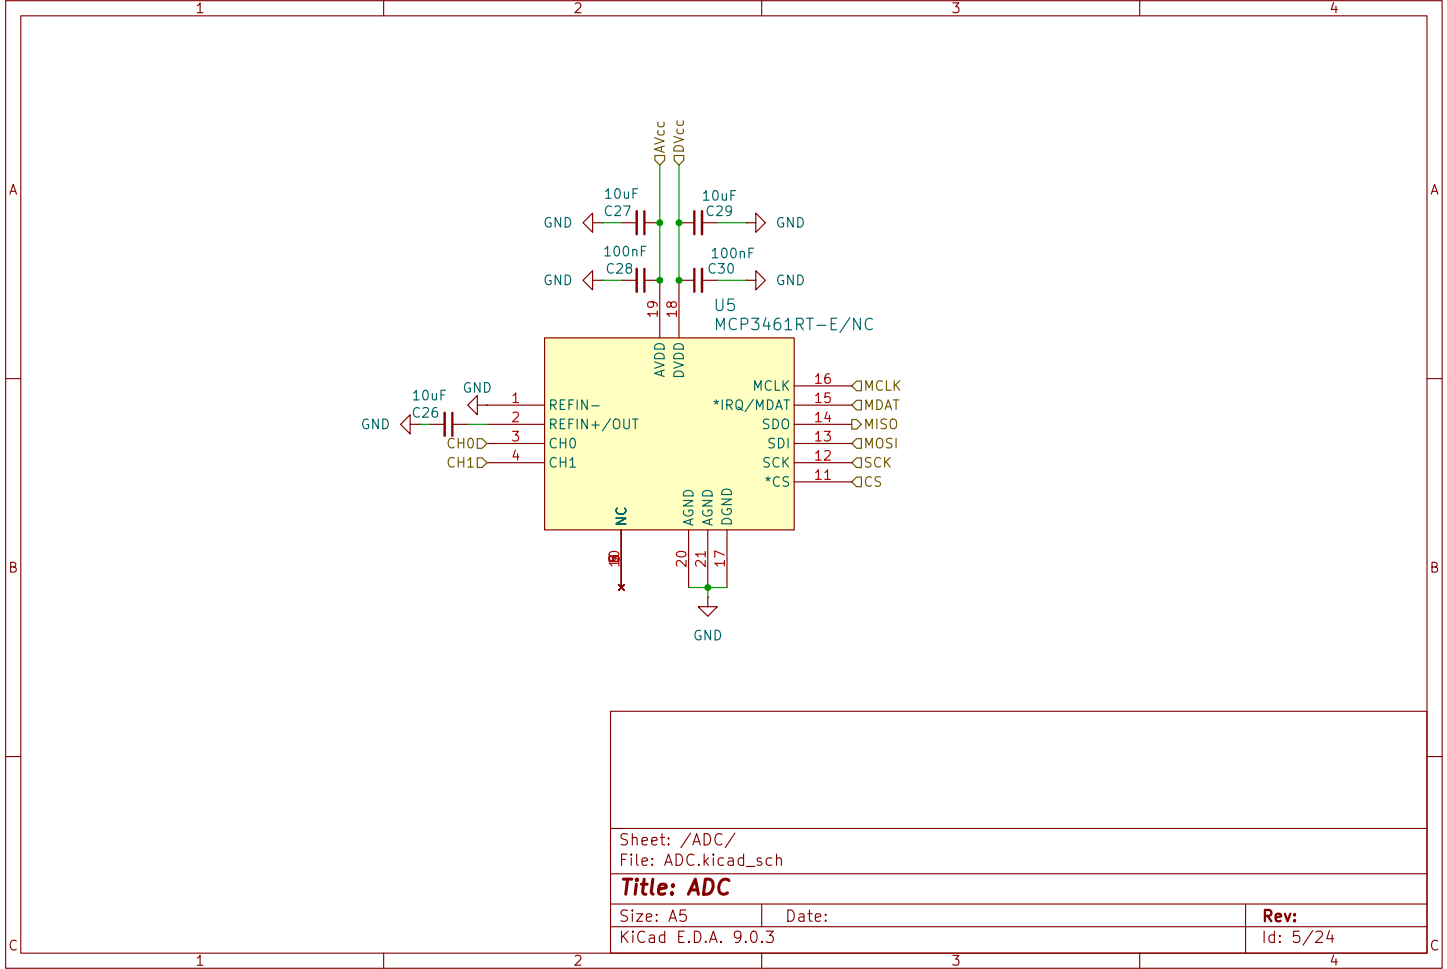 1 2 3 4
A A
AVcc DVcc
10uF
C27
10uF
C29
GND GND
100nF
C28
100nF
C30
GND GND
19 18
U5
MCP3461RT-E/NC
AVDD DVDD
MCLK 16 MCLK
*IRQ/MDAT 15 MDAT
SDO 14 MISO
SDI 13 MOSI
SCK 12 SCK
*CS 11 CS
GND
10uF
C26
GND
1 REFIN-
2 REFIN+/OUT
CH0 3 CH0
CH1 4 CH1
NC
AGND AGND DGND
20 21 17
GND
B B
Sheet: /ADC/
File: ADC.kicad_sch
Title: ADC
Size: A5 Date: Rev:
KiCad E.D.A. 9.0.3 Id: 5/24
C C
1 2 3 4